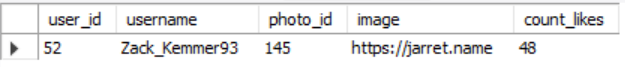 user_id username photo_id image count_likes
52 Zack_Kemmer93 145 https://jarret.name 48